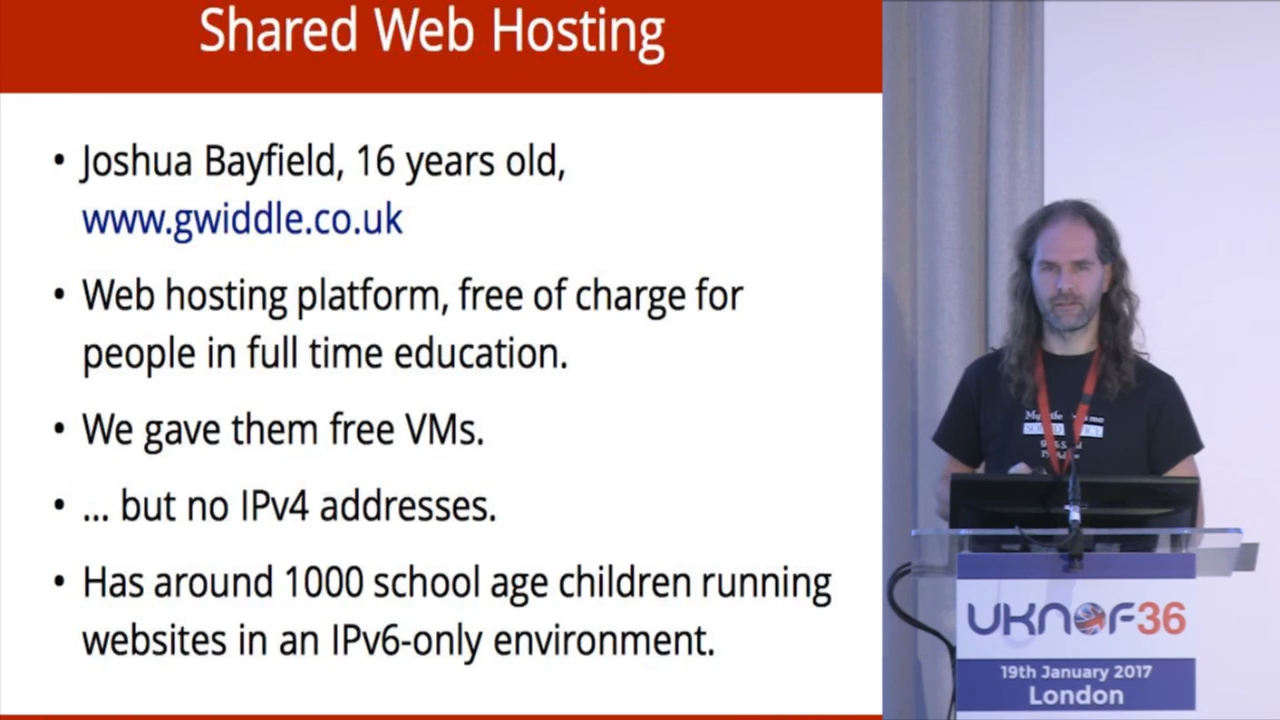 Shared Web Hosting
• Joshua Bayfield, 16 years old,
www.gwiddle.co.uk
• Web hosting platform, free of charge for
people in full time education.
• We gave them free VMs.
• ... but no IPv4 addresses.
• Has around 1000 school age children running
websites in an IPv6-only environment.
UKNOF36
19th January 2017
London